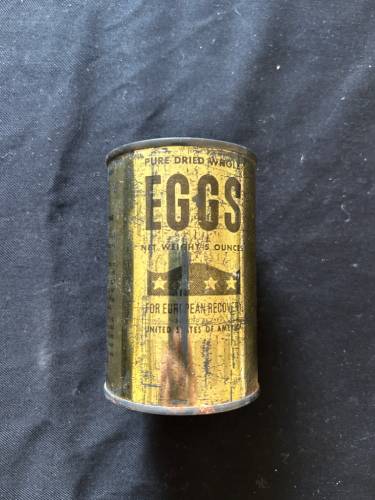 PURE DRIED WHOLE
EGGS
NET WEIGHT 5 OUNCES
FOR EUROPEAN RECOVERY
UNITED STATES OF AMERICA